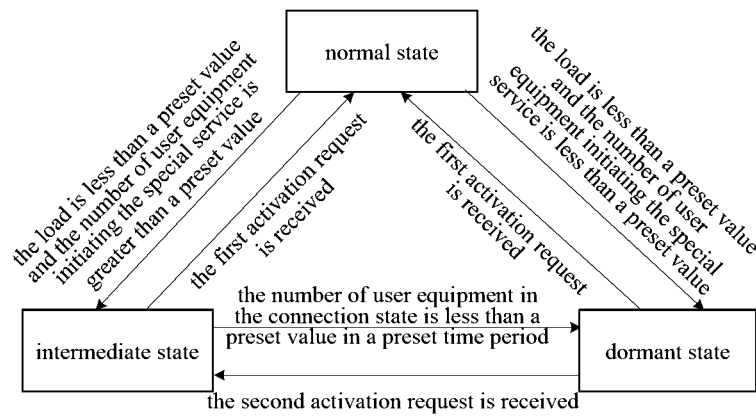 normal state
the load is less than a preset value
and the number of user equipment
initiating the special service is
greater than a preset value
the first activation request
is received
the first activation request
is received
the load is less than a preset value
and the number of user
equipment initiating the special
service is less than a preset value
intermediate state
the number of user equipment in
the connection state is less than a
preset value in a preset time period
dormant state
the second activation request is received